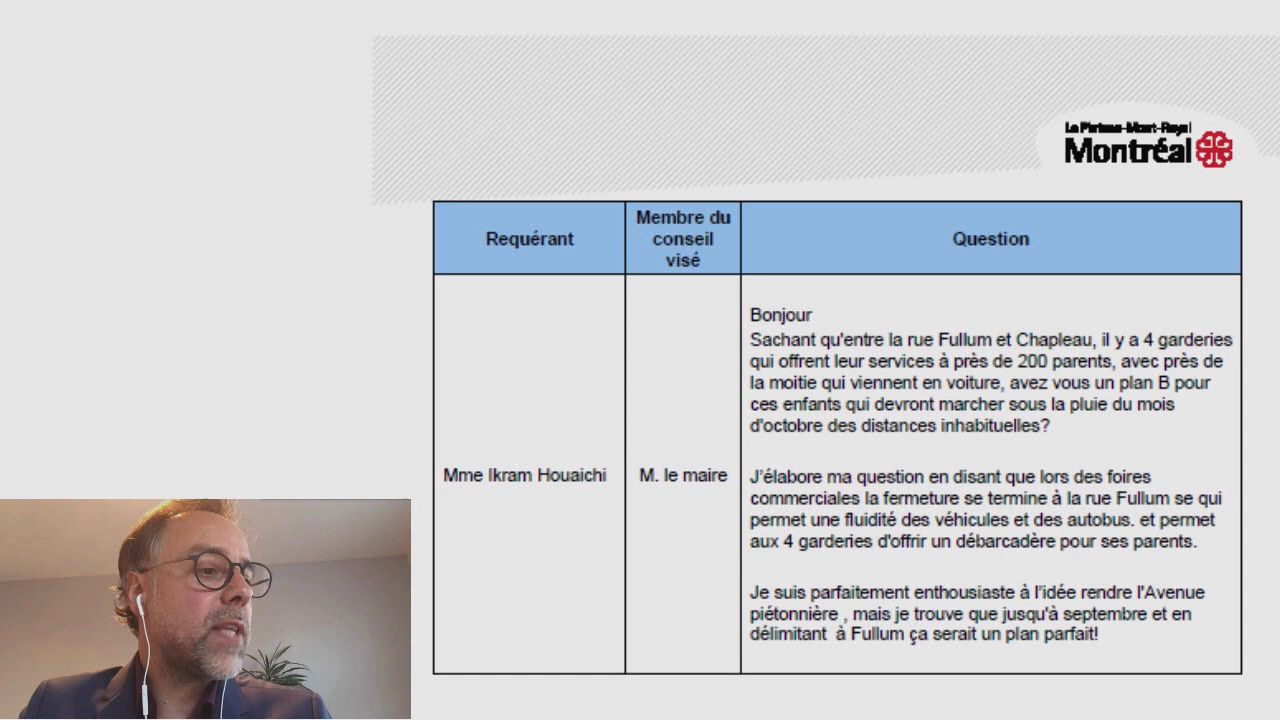 Le Plateau-Mont-Royal
Montréal
Requérant
Membre du
conseil
visé
Question
Mme Ikram Houaichi
M. le maire
Bonjour
Sachant qu'entre la rue Fullum et Chapleau, il y a 4 garderies
qui offrent leur services à près de 200 parents, avec près de
la moitie qui viennent en voiture, avez vous un plan B pour
ces enfants qui devront marcher sous la pluie du mois
d'octobre des distances inhabituelles?
J'élabore ma question en disant que lors des foires
commerciales la fermeture se termine à la rue Fullum se qui
permet une fluidité des véhicules et des autobus. et permet
aux 4 garderies d'offrir un débarcadère pour ses parents.
Je suis parfaitement enthousiaste à l'idée rendre l'Avenue
piétonnière , mais je trouve que jusqu'à septembre et en
délimitant à Fullum ça serait un plan parfait!